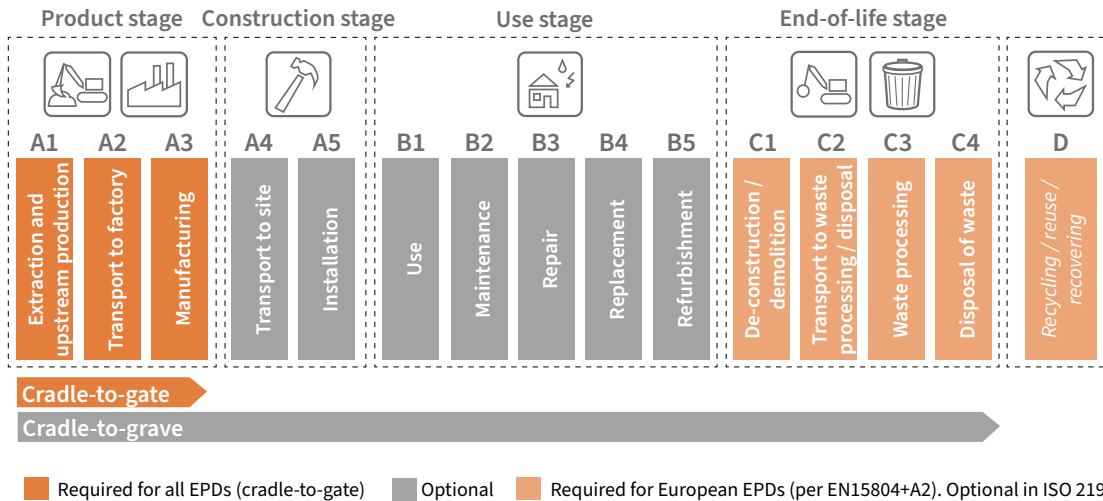 Product stage
Construction stage
Use stage
End-of-life stage
A1
A2
A3
A4
A5
B1
B2
B3
B4
B5
C1
C2
C3
C4
D
Extraction and
upstream production
Transport to factory
Manufacturing
Transport to site
Installation
Use
Maintenance
Repair
Replacement
Refurbishment
De-construction /
demolition
Transport to waste
processing / disposal
Waste processing
Disposal of waste
Recycling / reuse /
recovering
Cradle-to-gate
Cradle-to-grave
Required for all EPDs (cradle-to-gate)
Optional
Required for European EPDs (per EN15804+A2). Optional in ISO 219